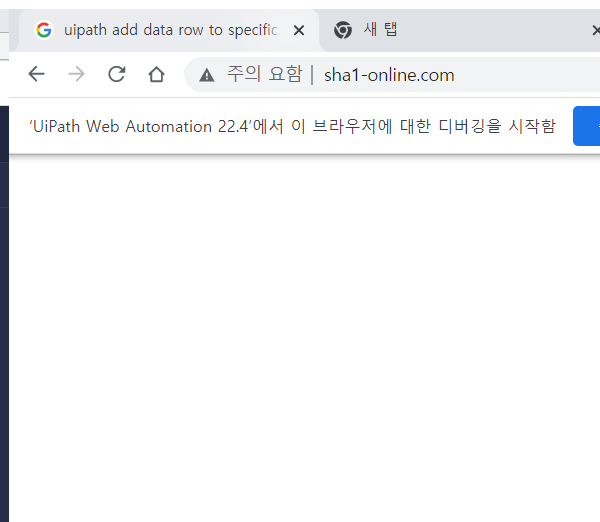 uipath add data row to specific
새 탭
주의 요함 | sha1-online.com
'UiPath Web Automation 22.4'에서 이 브라우저에 대한 디버깅을 시작함